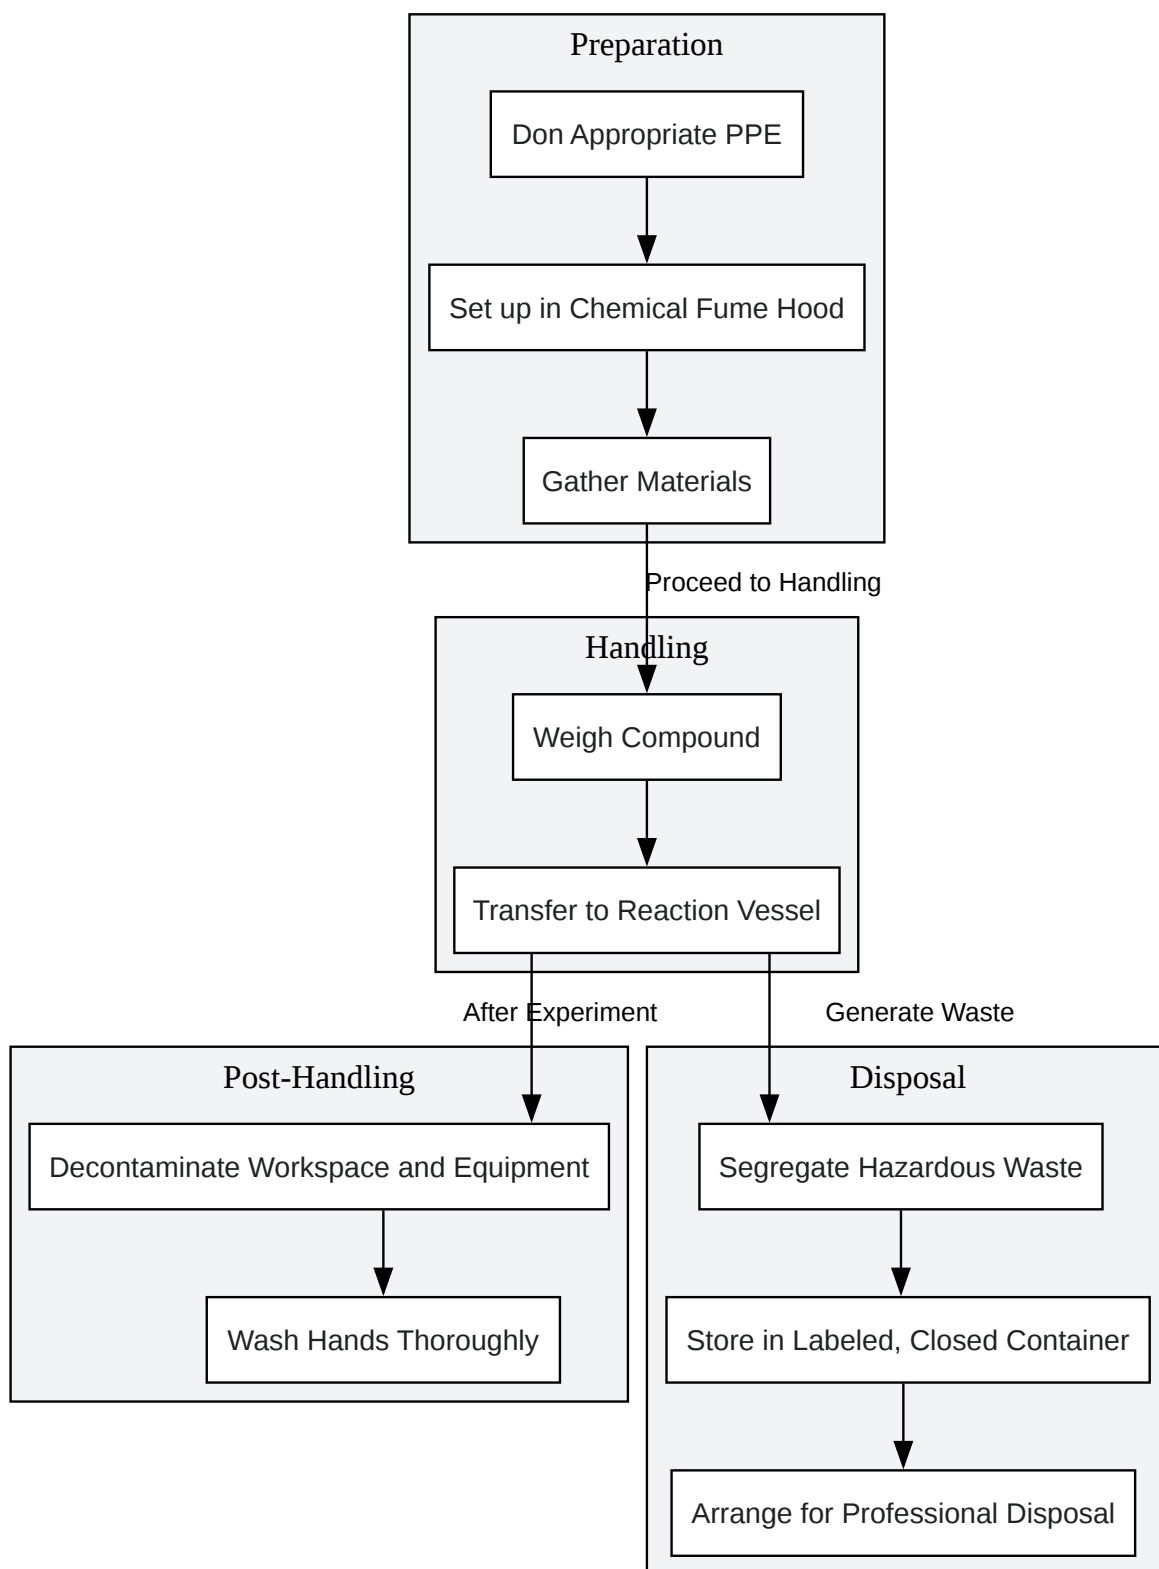 Preparation
Don Appropriate PPE
Set up in Chemical Fume Hood
Gather Materials
Proceed to Handling
Handling
Weigh Compound
Transfer to Reaction Vessel
After Experiment
Generate Waste
Post-Handling
Decontaminate Workspace and Equipment
Wash Hands Thoroughly
Disposal
Segregate Hazardous Waste
Store in Labeled, Closed Container
Arrange for Professional Disposal